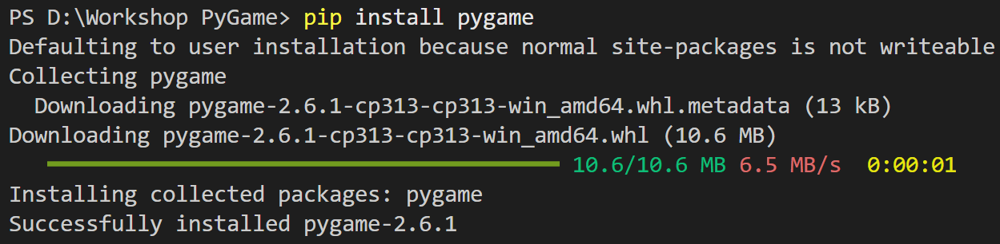 PS D:\Workshop PyGame> pip install pygame
Defaulting to user installation because normal site-packages is not writeable
Collecting pygame
  Downloading pygame-2.6.1-cp313-cp313-win_amd64.whl.metadata (13 kB)
Downloading pygame-2.6.1-cp313-cp313-win_amd64.whl (10.6 MB)
10.6/10.6 MB 6.5 MB/s  0:00:01
Installing collected packages: pygame
Successfully installed pygame-2.6.1